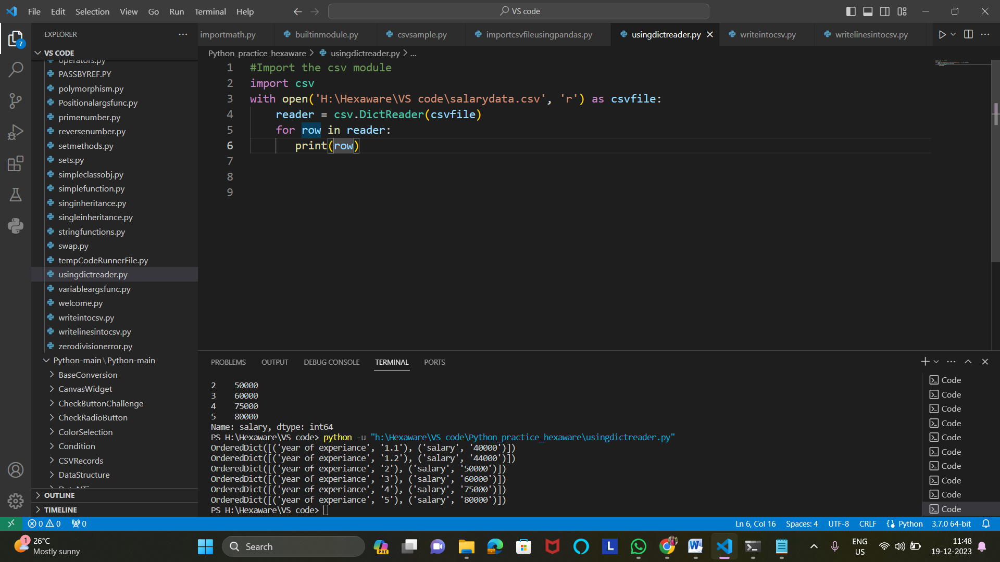 File Edit Selection View Go Run Terminal Help
VS code
EXPLORER
7
VS CODE
operators.py
PASSBYREF.PY
polymorphism.py
Positionalargsfunc.py
primenumber.py
reversenumber.py
setmethods.py
sets.py
simpleclassobj.py
simplefunction.py
singinheritance.py
singleinheritance.py
stringfunctions.py
swap.py
tempCodeRunnerFile.py
usingdictreader.py
variableargsfunc.py
welcome.py
writeintocsv.py
writelinesintocsv.py
zerodivisionerror.py
Python-main\Python-main
BaseConversion
CanvasWidget
CheckButtonChallenge
CheckRadioButton
ColorSelection
Condition
CSVRecords
DataStructure
OUTLINE
TIMELINE
importmath.py builtinmodule.py csvsample.py importcsvfileusingpandas.py usingdictreader.py writeintocsv.py writelinesintocsv.py
Python_practice_hexaware > usingdictreader.py > ...
1 #Import the csv module
2 import csv
3 with open('H:\Hexaware\VS code\salarydata.csv', 'r') as csvfile:
4 reader = csv.DictReader(csvfile)
5 for row in reader:
6 print(row)
7
8
9
PROBLEMS OUTPUT DEBUG CONSOLE TERMINAL PORTS
2 50000
3 60000
4 75000
5 80000
Name: salary, dtype: int64
PS H:\Hexaware\VS code> python -u "h:\Hexaware\VS code\Python_practice_hexaware\usingdictreader.py"
OrderedDict([('year of experiance', '1.1'), ('salary', '40000')])
OrderedDict([('year of experiance', '1.2'), ('salary', '44000')])
OrderedDict([('year of experiance', '2'), ('salary', '50000')])
OrderedDict([('year of experiance', '3'), ('salary', '60000')])
OrderedDict([('year of experiance', '4'), ('salary', '75000')])
OrderedDict([('year of experiance', '5'), ('salary', '80000')])
PS H:\Hexaware\VS code>
Code
Code
Code
Code
Code
Code
Code
Code
Code
Code
0 0 0
Ln 6, Col 16 Spaces: 4 UTF-8 CRLF Python 3.7.0 64-bit
1
26°C
Mostly sunny
Search
PRE
L
W
ENG
US
11:48
19-12-2023